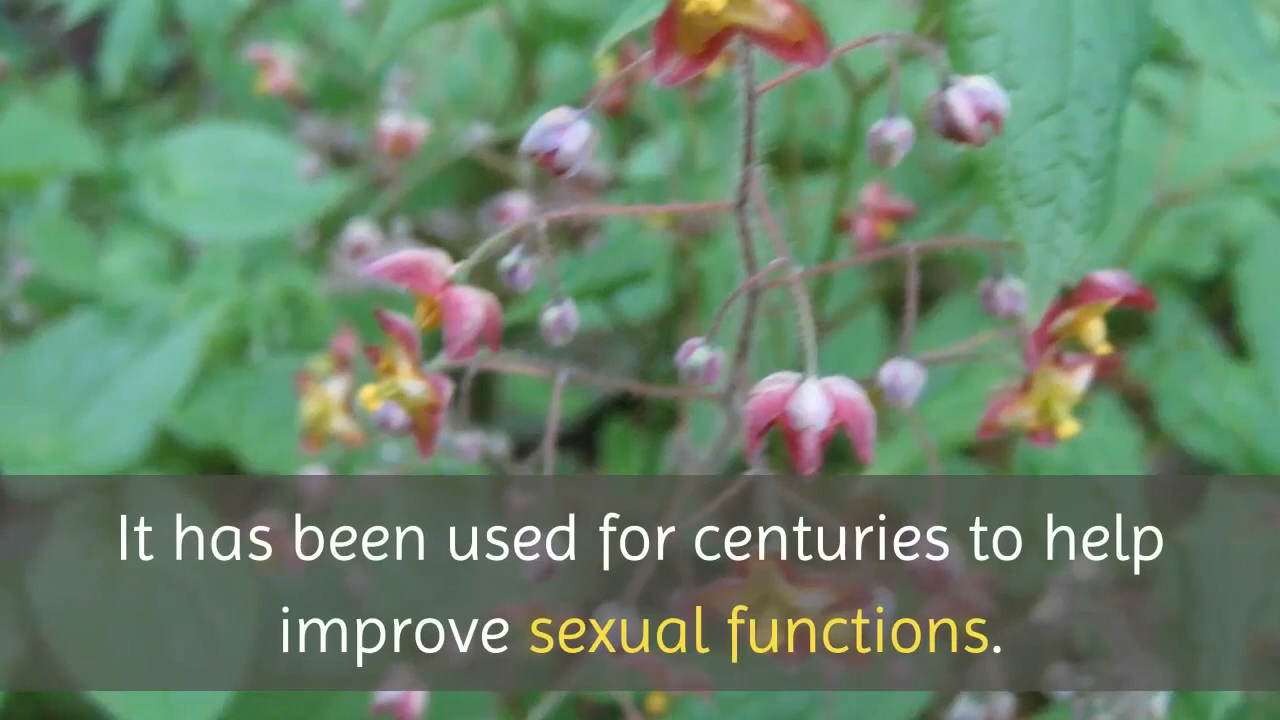 It has been used for centuries to help
improve sexual functions.